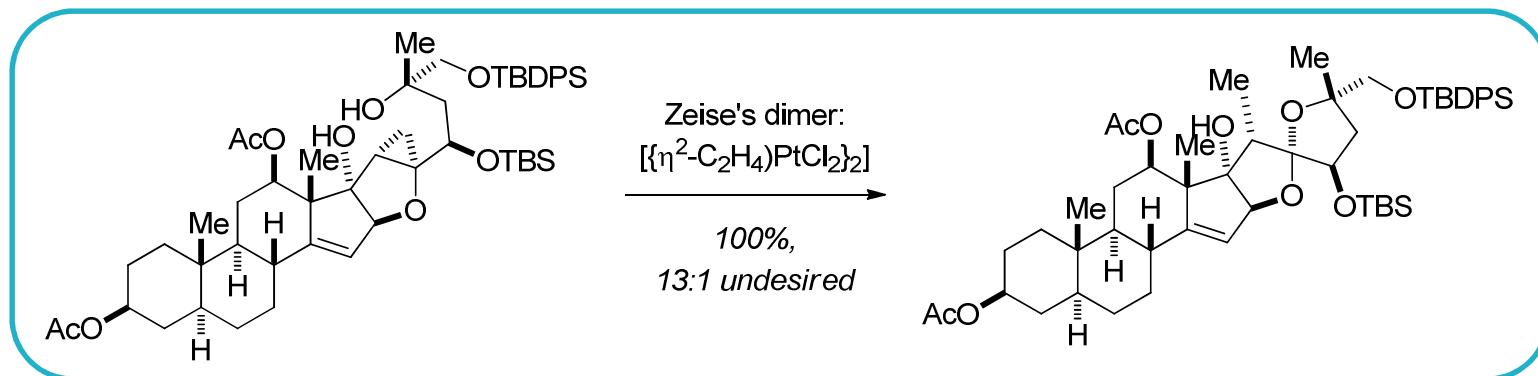 Me
OTBDPS
HO
HO
AcO
Me
OTBS
O
Me
H
H
AcO
H
Zeise's dimer:
[{η²-C₂H₄)PtCl₂}₂]
100%,
13:1 undesired
Me
Me
O
OTBDPS
HO
AcO
Me
O
OTBS
Me
H
H
AcO
H